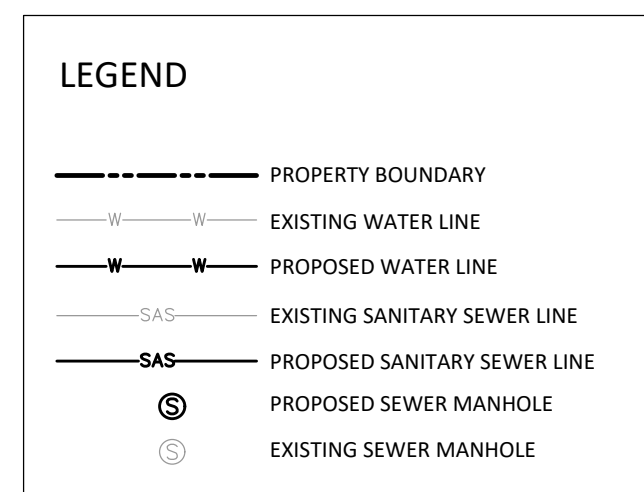 LEGEND
PROPERTY BOUNDARY
W W EXISTING WATER LINE
W W PROPOSED WATER LINE
SAS EXISTING SANITARY SEWER LINE
SAS PROPOSED SANITARY SEWER LINE
S PROPOSED SEWER MANHOLE
S EXISTING SEWER MANHOLE